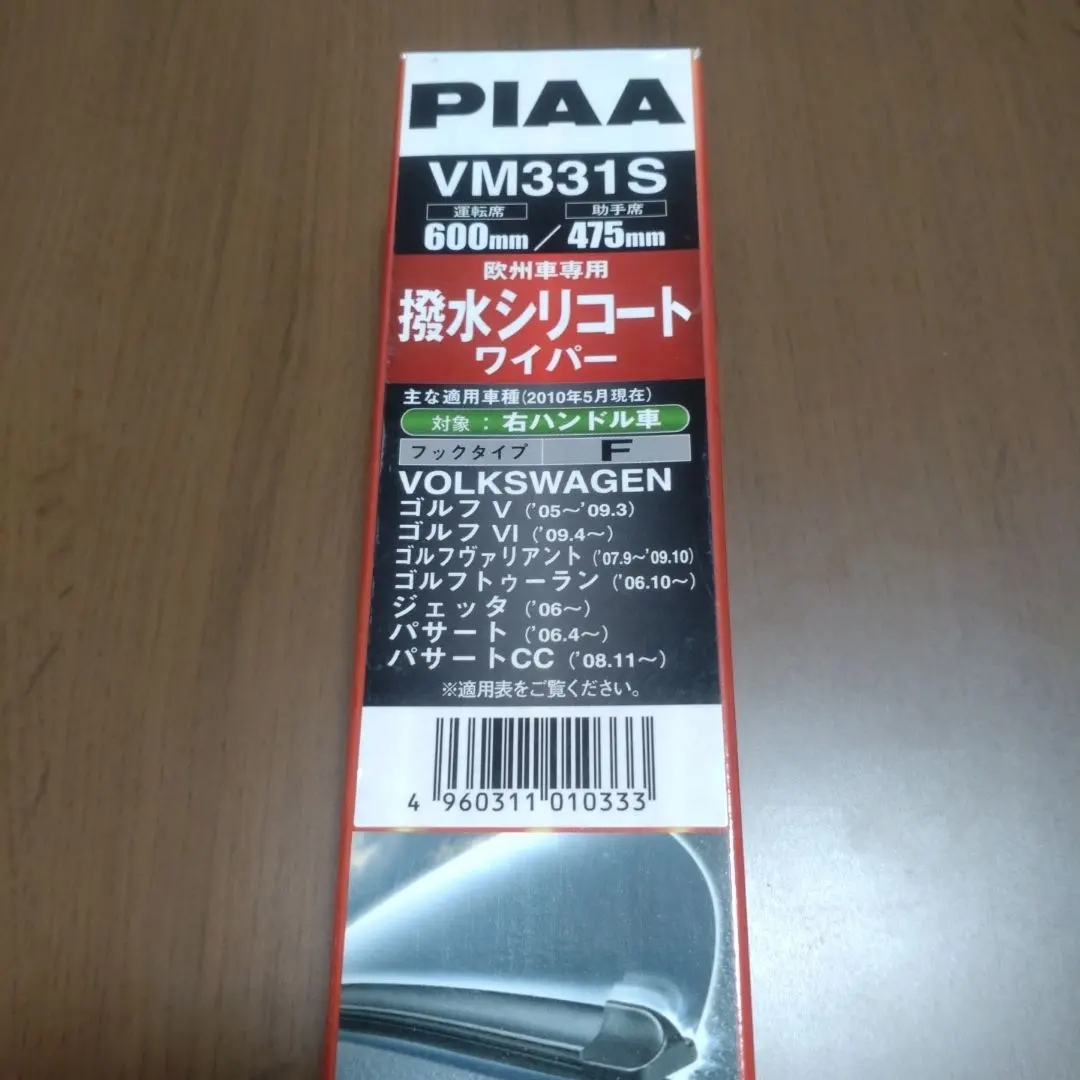 PIAA
VM331S
運転席 助手席
600mm／475mm
欧州車専用
撥水シリコート
ワイパー
主な適用車種(2010年5月現在)
対象：右ハンドル車
フックタイプ F
VOLKSWAGEN
ゴルフ V ('05〜'09.3)
ゴルフ VI ('09.4〜)
ゴルフヴァリアント ('07.9〜'09.10)
ゴルフトゥーラン ('06.10〜)
ジェッタ ('06〜)
パサート ('06.4〜)
パサートCC ('08.11〜)
※適用表をご覧ください。
4 960311 010333